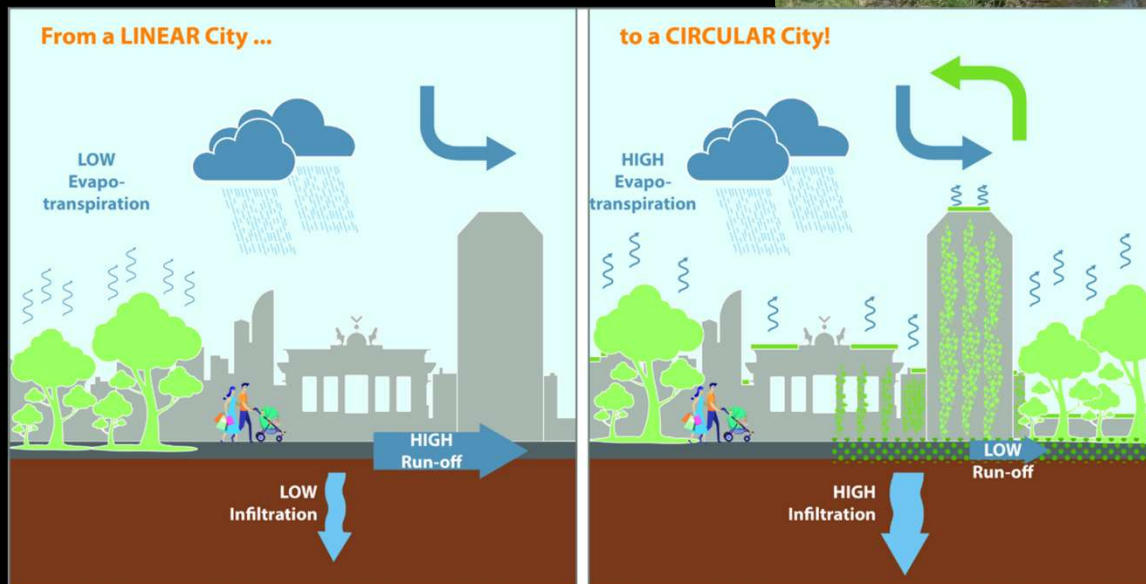 From a LINEAR City ...
LOW
Evapo-
transpiration
HIGH
Run-off
LOW
Infiltration
to a CIRCULAR City!
HIGH
Evapo-
transpiration
LOW
Run-off
HIGH
Infiltration